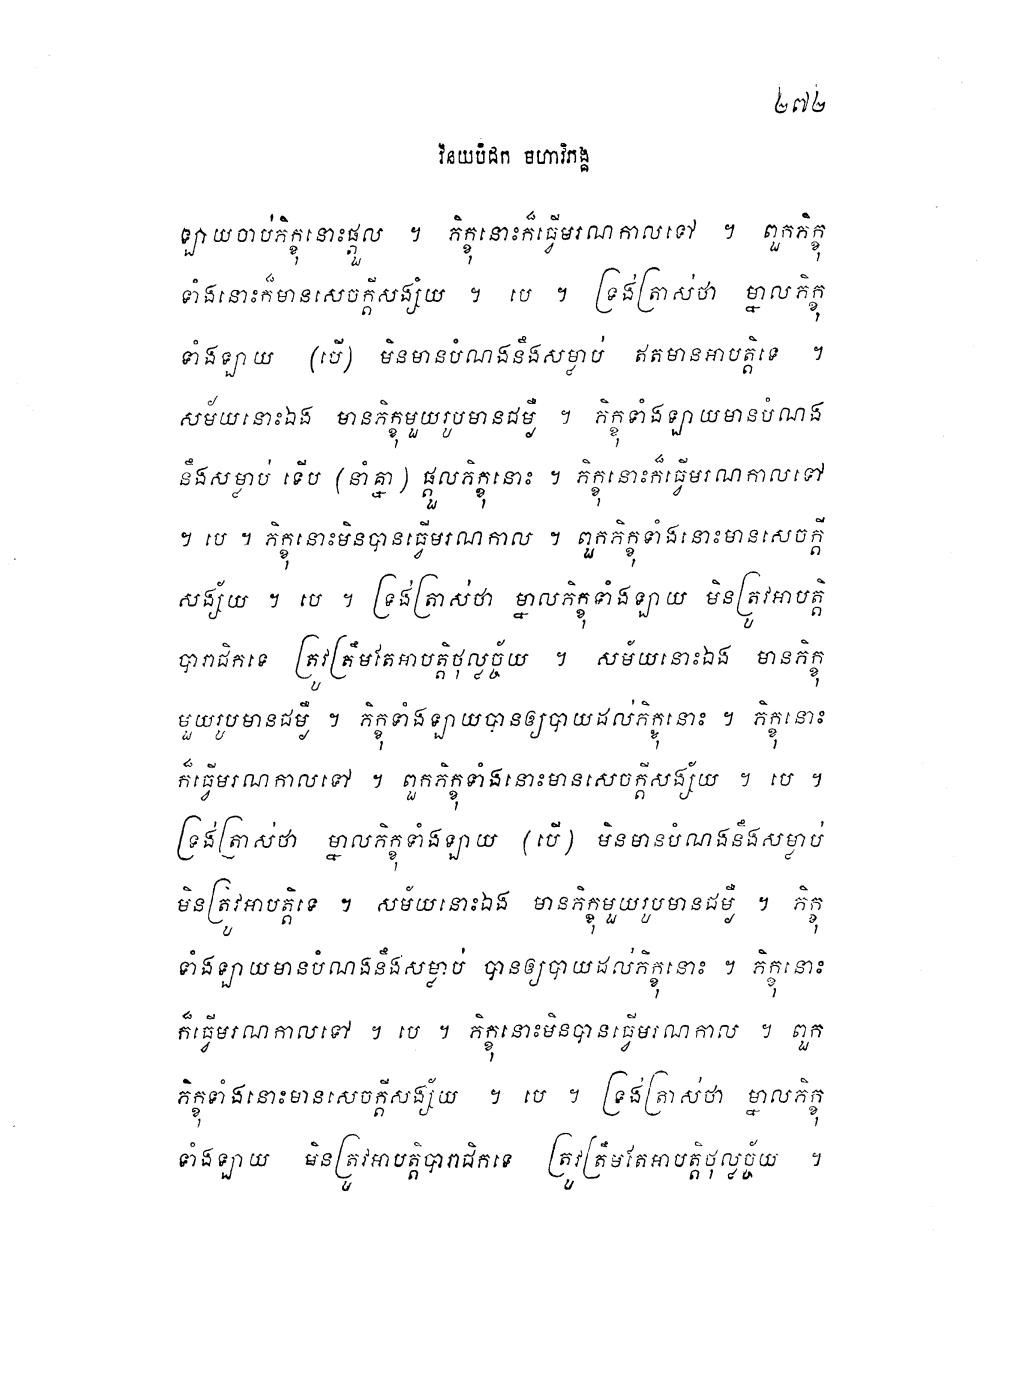 ២៧២
វិនយបិដក មហាវិភង្គ
ឡាយចាប់ភិក្ខុនោះផ្តួល ។ ភិក្ខុនោះក៏ធ្វើមរណកាលទៅ ។ ពួកភិក្ខុ
ទាំងនោះក៏មានសេចក្តីសង្ស័យ ។ បេ ។ ទ្រង់ត្រាស់ថា ម្នាលភិក្ខុ
ទាំងឡាយ (បើ) មិនមានបំណងនឹងសម្លាប់ ឥតមានអាបត្តិទេ ។
សម័យនោះឯង មានភិក្ខុមួយរូបមានជម្ងឺ ។ ភិក្ខុទាំងឡាយមានបំណង
នឹងសម្លាប់ ទើប (នាំគ្នា) ផ្តួលភិក្ខុនោះ ។ ភិក្ខុនោះក៏ធ្វើមរណកាលទៅ
។ បេ ។ ភិក្ខុនោះមិនបានធ្វើមរណកាល ។ ពួកភិក្ខុទាំងនោះមានសេចក្តី
សង្ស័យ ។ បេ ។ ទ្រង់ត្រាស់ថា ម្នាលភិក្ខុទាំងឡាយ មិនត្រូវអាបត្តិ
បារាជិកទេ ត្រូវត្រឹមតែអាបត្តិថុល្លច្ច័យ ។ សម័យនោះឯង មានភិក្ខុ
មួយរូបមានជម្ងឺ ។ ភិក្ខុទាំងឡាយបានឲ្យបាយដល់ភិក្ខុនោះ ។ ភិក្ខុនោះ
ក៏ធ្វើមរណកាលទៅ ។ ពួកភិក្ខុទាំងនោះមានសេចក្តីសង្ស័យ ។ បេ ។
ទ្រង់ត្រាស់ថា ម្នាលភិក្ខុទាំងឡាយ (បើ) មិនមានបំណងនឹងសម្លាប់
មិនត្រូវអាបត្តិទេ ។ សម័យនោះឯង មានភិក្ខុមួយរូបមានជម្ងឺ ។ ភិក្ខុ
ទាំងឡាយមានបំណងនឹងសម្លាប់ បានឲ្យបាយដល់ភិក្ខុនោះ ។ ភិក្ខុនោះ
ក៏ធ្វើមរណកាលទៅ ។ បេ ។ ភិក្ខុនោះមិនបានធ្វើមរណកាល ។ ពួក
ភិក្ខុទាំងនោះមានសេចក្តីសង្ស័យ ។ បេ ។ ទ្រង់ត្រាស់ថា ម្នាលភិក្ខុ
ទាំងឡាយ មិនត្រូវអាបត្តិបារាជិកទេ ត្រូវត្រឹមតែអាបត្តិថុល្លច្ច័យ ។